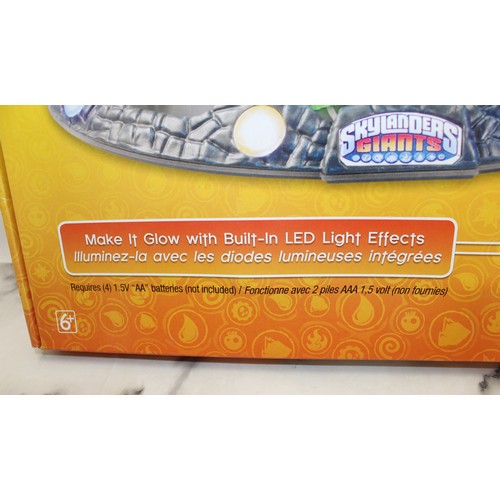 SKYLANDERS
GIANTS
Make It Glow with Built-In LED Light Effects
Illuminez-la avec les diodes lumineuses intégrées
Requires (4) 1.5V "AA" batteries (not included) / Fonctionne avec 2 piles AAA 1,5 volt (non fournies)
6+